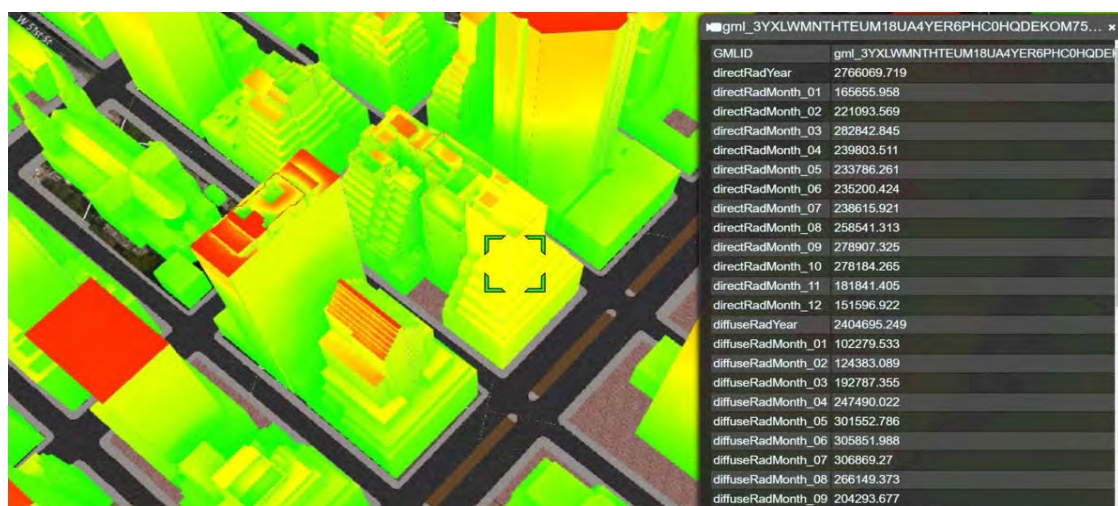 W 51st St
gml_3YXLWMNTHTEUM18UA4YER6PHC0HQDEKOM75... ×
GMLID gml_3YXLWMNTHTEUM18UA4YER6PHC0HQDE
directRadYear 2766069.719
directRadMonth_01 165655.958
directRadMonth_02 221093.569
directRadMonth_03 282842.845
directRadMonth_04 239803.511
directRadMonth_05 233786.261
directRadMonth_06 235200.424
directRadMonth_07 238615.921
directRadMonth_08 258541.313
directRadMonth_09 278907.325
directRadMonth_10 278184.265
directRadMonth_11 181841.405
directRadMonth_12 151596.922
diffuseRadYear 2404695.249
diffuseRadMonth_01 102279.533
diffuseRadMonth_02 124383.089
diffuseRadMonth_03 192787.355
diffuseRadMonth_04 247490.022
diffuseRadMonth_05 301552.786
diffuseRadMonth_06 305851.988
diffuseRadMonth_07 306869.27
diffuseRadMonth_08 266149.373
diffuseRadMonth_09 204293.677